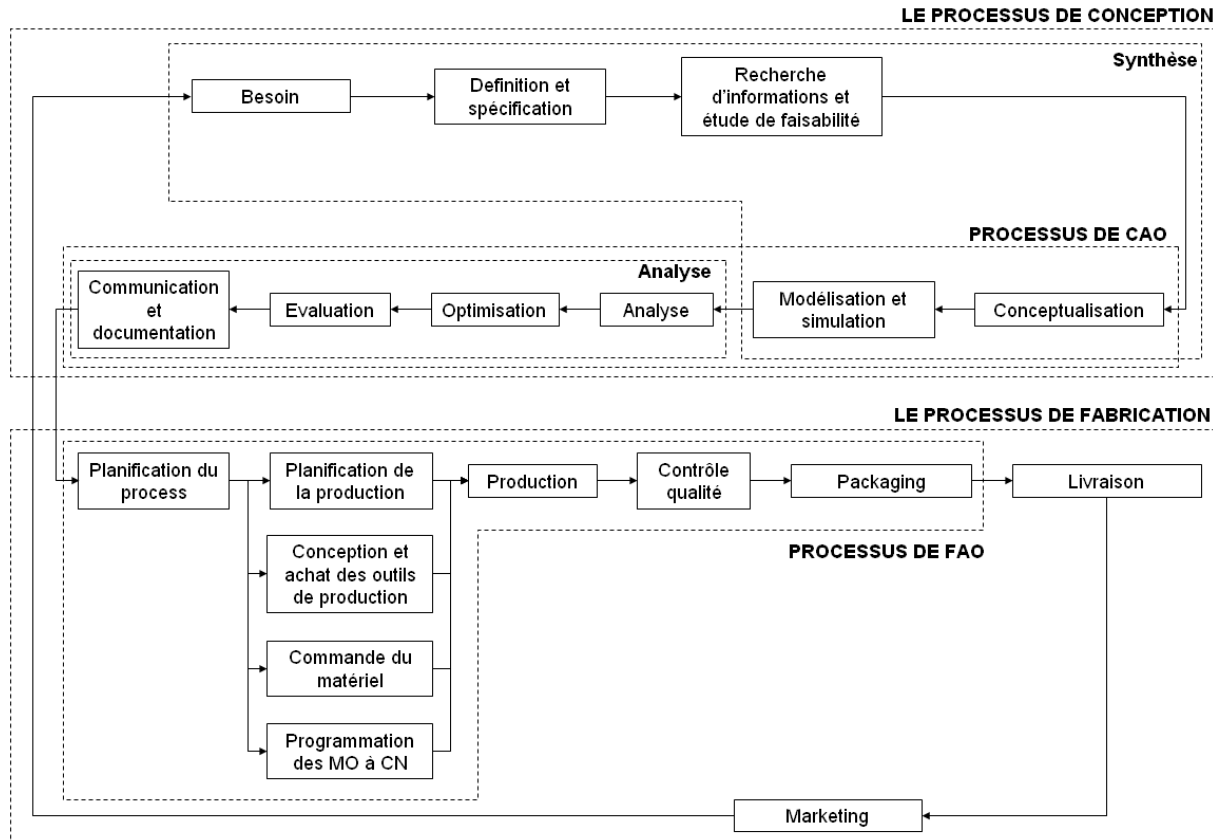 LE PROCESSUS DE CONCEPTION
Synthèse
Besoin
Definition et
spécification
Recherche
d'informations et
étude de faisabilité
PROCESSUS DE CAO
Analyse
Communication
et
documentation
Evaluation
Optimisation
Analyse
Modélisation et
simulation
Conceptualisation
LE PROCESSUS DE FABRICATION
Planification du
process
Planification de
la production
Production
Contrôle
qualité
Packaging
Livraison
PROCESSUS DE FAO
Conception et
achat des outils
de production
Commande du
matériel
Programmation
des MO à CN
Marketing